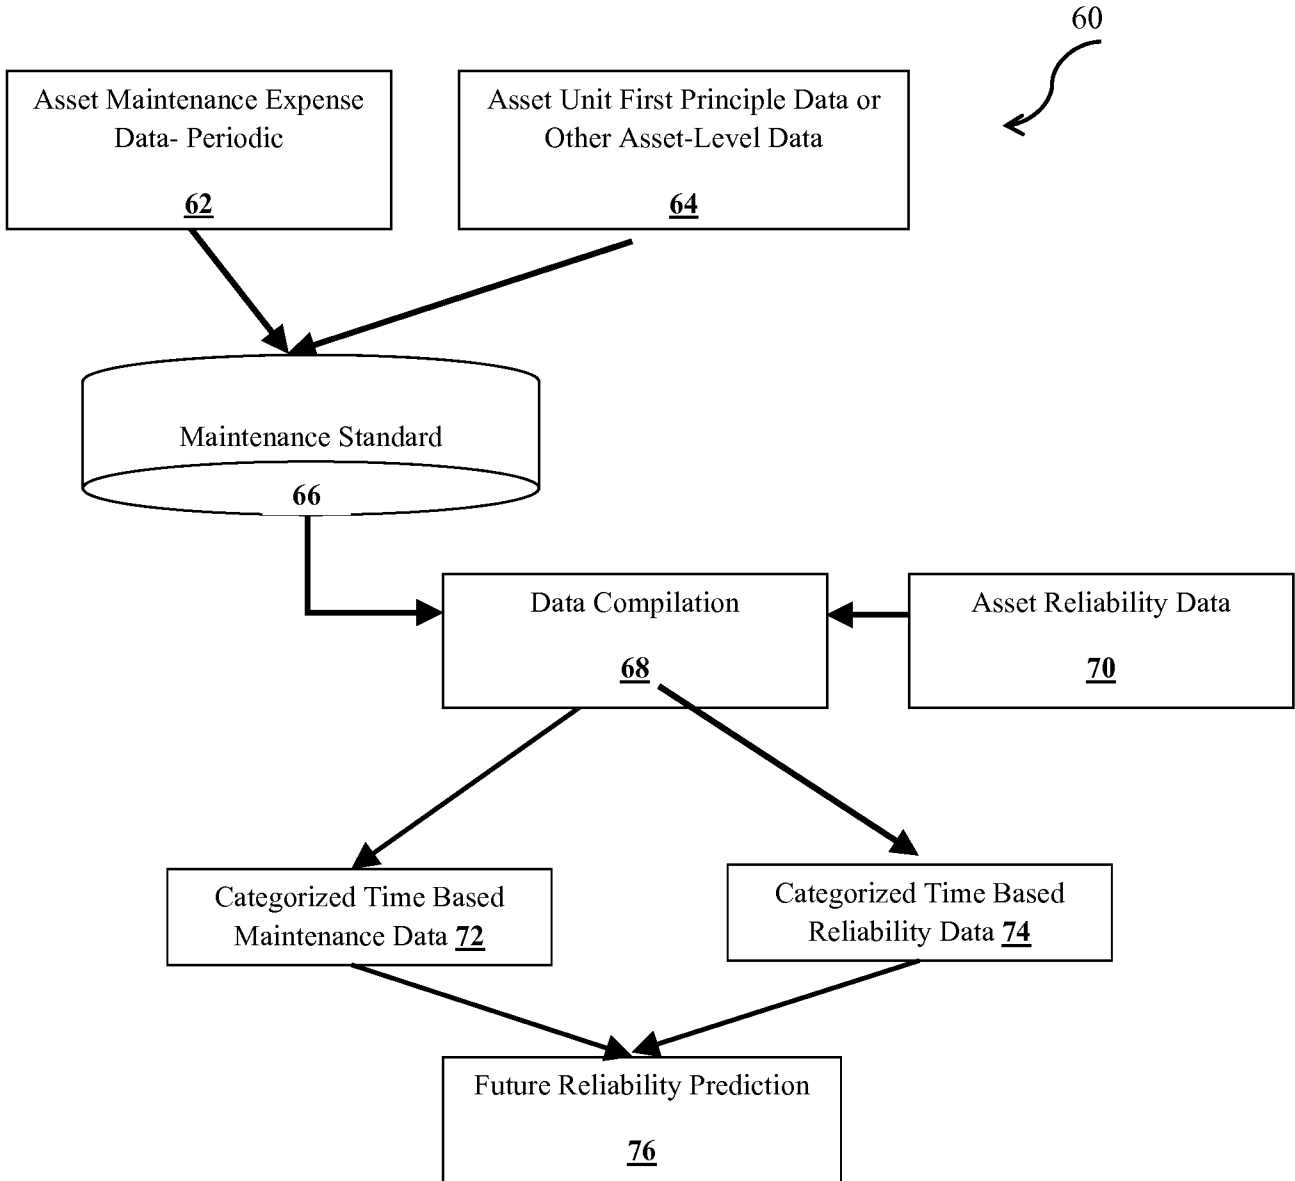 60
Asset Maintenance Expense
Data- Periodic
62
Asset Unit First Principle Data or
Other Asset-Level Data
64
Maintenance Standard
66
Data Compilation
68
Asset Reliability Data
70
Categorized Time Based
Maintenance Data 72
Categorized Time Based
Reliability Data 74
Future Reliability Prediction
76